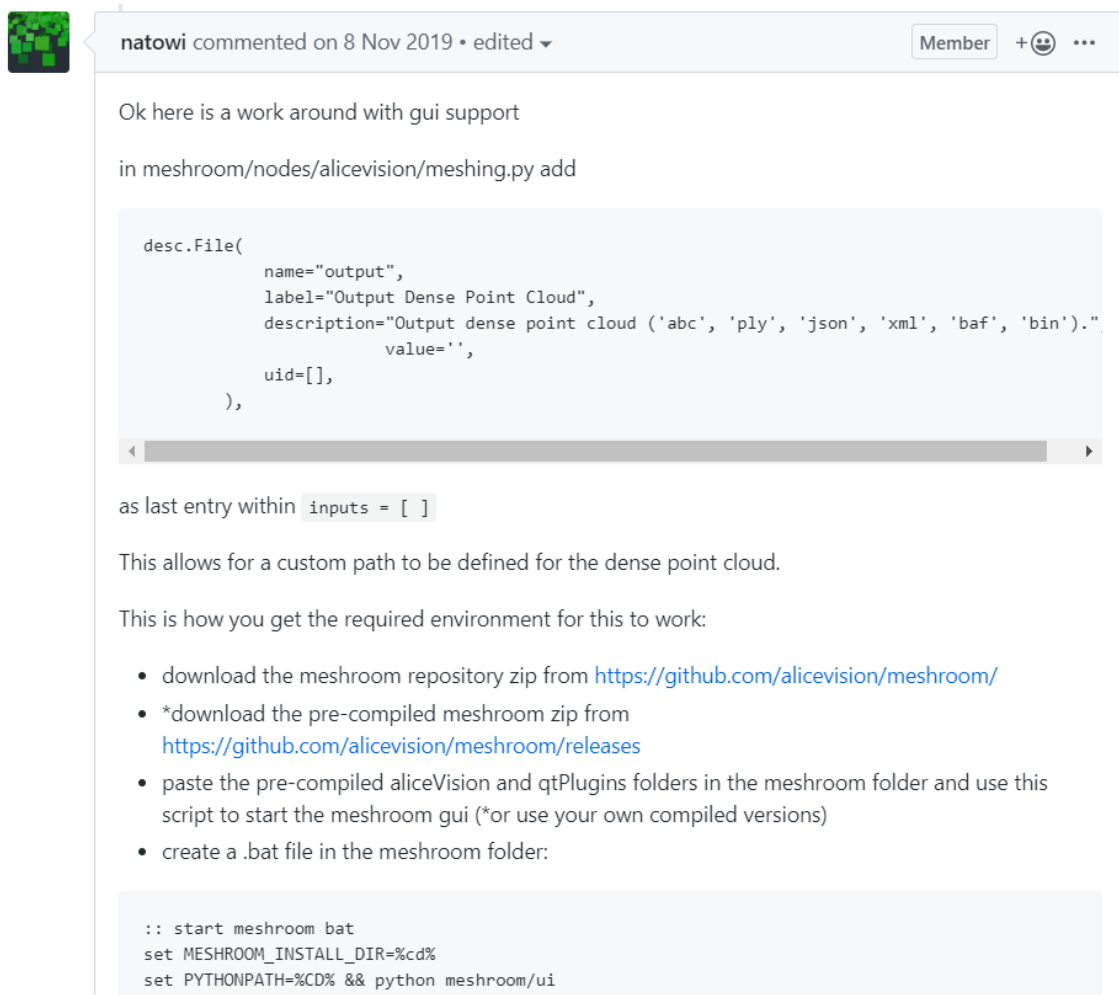 natowi commented on 8 Nov 2019 • edited
Member
Ok here is a work around with gui support
in meshroom/nodes/alicevision/meshing.py add
desc.File(
name="output",
label="Output Dense Point Cloud",
description="Output dense point cloud ('abc', 'ply', 'json', 'xml', 'baf', 'bin').",
value='',
uid=[],
),
as last entry within inputs = [ ]
This allows for a custom path to be defined for the dense point cloud.
This is how you get the required environment for this to work:
• download the meshroom repository zip from https://github.com/alicevision/meshroom/
• *download the pre-compiled meshroom zip from
https://github.com/alicevision/meshroom/releases
• paste the pre-compiled aliceVision and qtPlugins folders in the meshroom folder and use this
script to start the meshroom gui (*or use your own compiled versions)
• create a .bat file in the meshroom folder:
:: start meshroom bat
set MESHROOM_INSTALL_DIR=%cd%
set PYTHONPATH=%CD% && python meshroom/ui